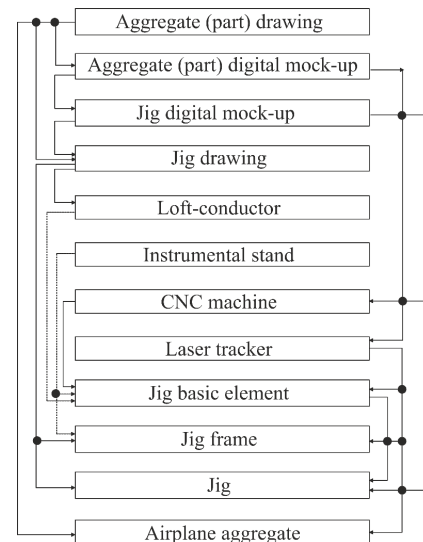 Aggregate (part) drawing
Aggregate (part) digital mock-up
Jig digital mock-up
Jig drawing
Loft-conductor
Instrumental stand
CNC machine
Laser tracker
Jig basic element
Jig frame
Jig
Airplane aggregate